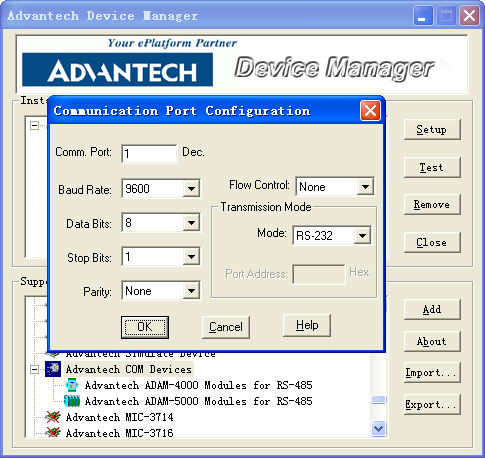 Advantech Device Manager
Your ePlatform Partner
ADVANTECH
Device Manager
Insta
Setup
Test
Remove
Close
Communication Port Configuration
Comm. Port: 1 Dec.
Baud Rate: 9600
Flow Control: None
Data Bits: 8
Transmission Mode
Mode: RS-232
Stop Bits: 1
Port Address: Hex.
Parity: None
OK
Cancel
Help
Suppo
Advantech Simulate Device
Advantech COM Devices
Advantech ADAM-4000 Modules for RS-485
Advantech ADAM-5000 Modules for RS-485
Advantech MIC-3714
Advantech MIC-3716
Add
About
Import...
Export...